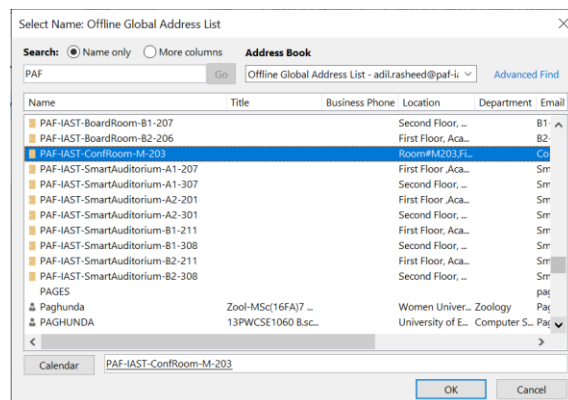 Select Name: Offline Global Address List
Search: Name only More columns Address Book
PAF Go Offline Global Address List - adil.rasheed@paf-i Advanced Find
Name Title Business Phone Location Department Email
PAF-IAST-BoardRoom-B1-207 Second Floor, ... B1-
PAF-IAST-BoardRoom-B2-206 First Floor, Aca... B2-
PAF-IAST-ConfRoom-M-203 Room#M203,Fi... Co
PAF-IAST-SmartAuditorium-A1-207 First Floor ,Aca... Sm
PAF-IAST-SmartAuditorium-A1-307 Second Floor, ... Sm
PAF-IAST-SmartAuditorium-A2-201 First Floor ,Aca... Sm
PAF-IAST-SmartAuditorium-A2-301 Second Floor, ... Sm
PAF-IAST-SmartAuditorium-B1-211 First Floor, Aca... Sm
PAF-IAST-SmartAuditorium-B1-308 Second Floor, ... Sm
PAF-IAST-SmartAuditorium-B2-211 First Floor, Aca... Sm
PAF-IAST-SmartAuditorium-B2-308 Second Floor, ... Sm
PAGES pag
Paghunda Zool-MSc(16FA)7 ... Women Univer... Zoology Pag
PAGHUNDA 13PWCSE1060 B.sc... University of E... Computer S... Pag
Calendar PAF-IAST-ConfRoom-M-203
OK Cancel